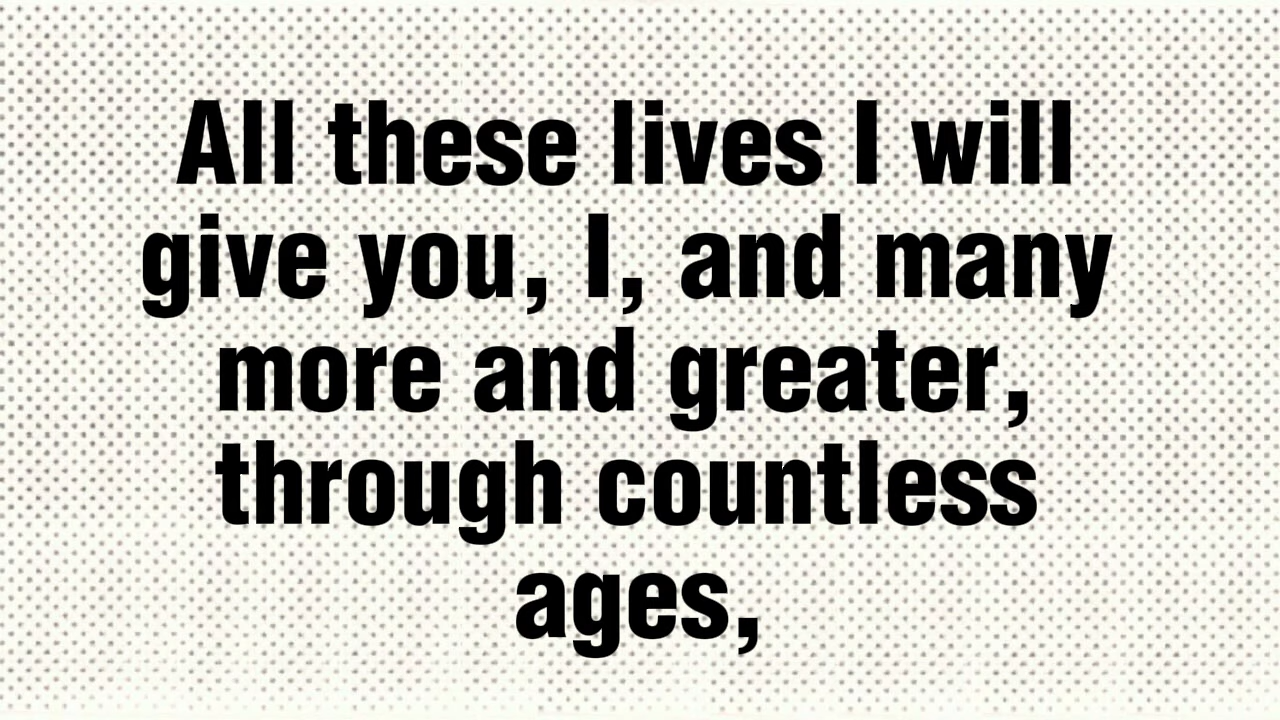 All these lives I will
give you, I, and many
more and greater,
through countless
ages,